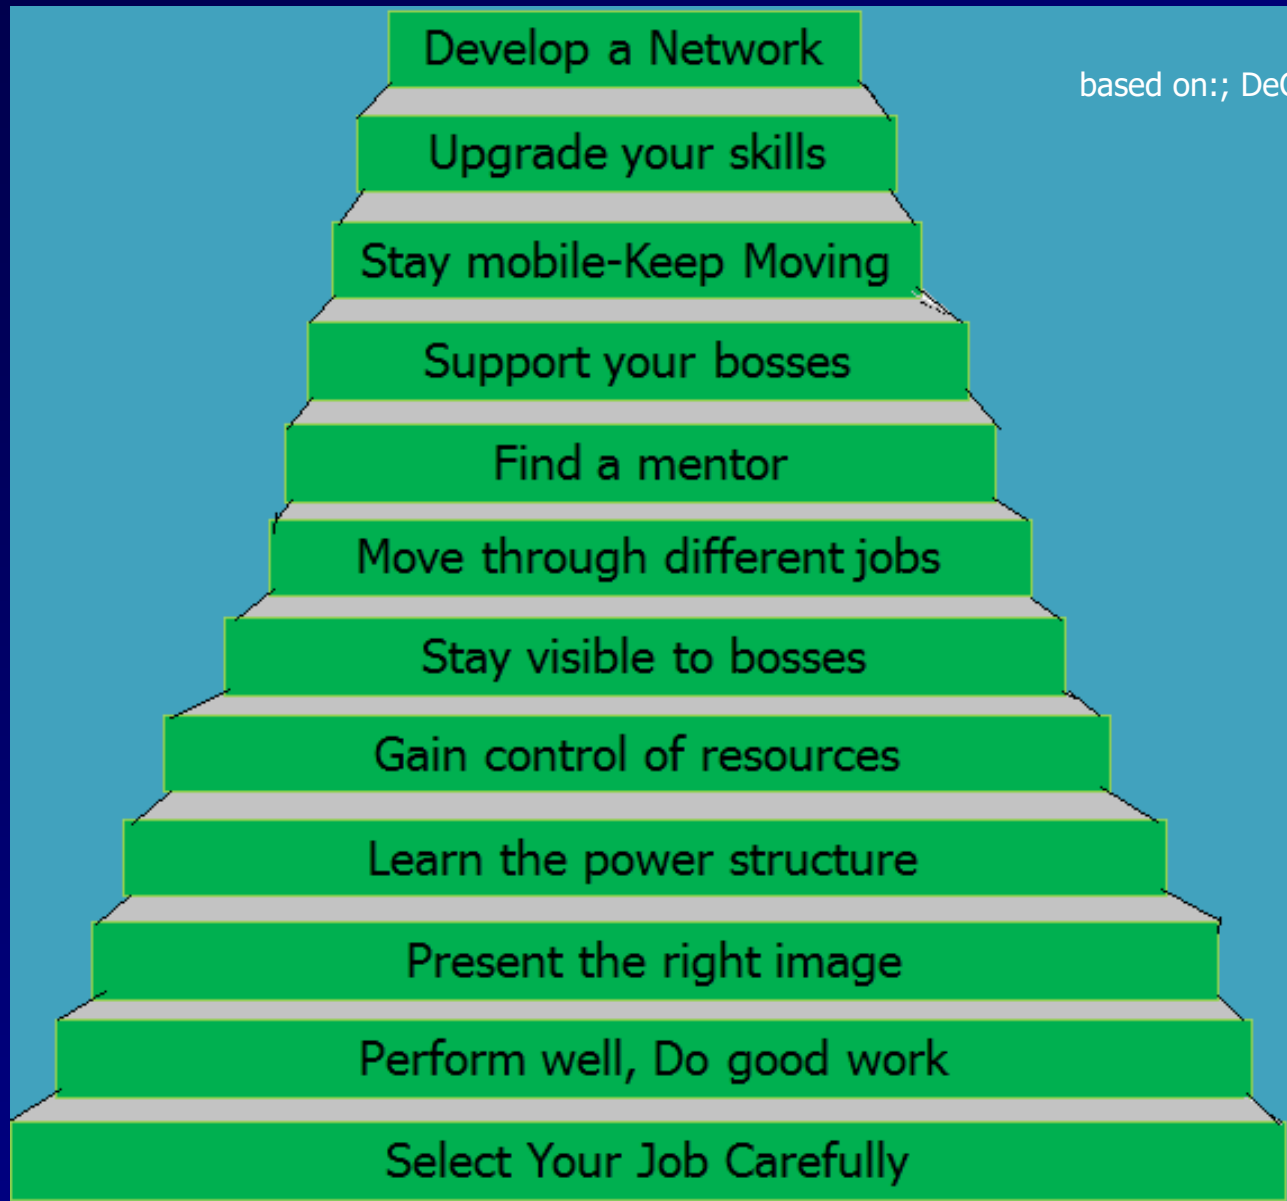 Develop a Network
based on:;
Upgrade your skills
Stay mobile-Keep Moving
Support your bosses
Find a mentor
Move through different jobs
Stay visible to bosses
Gain control of resources
Learn the power structure
Present the right image
Perform well, Do good work
Select Your Job Carefully